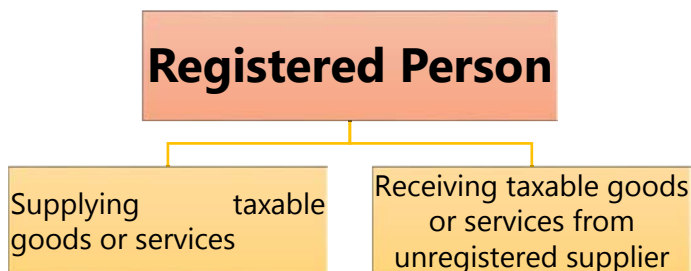 Registered Person
Supplying taxable
goods or services
Receiving taxable goods
or services from
unregistered supplier